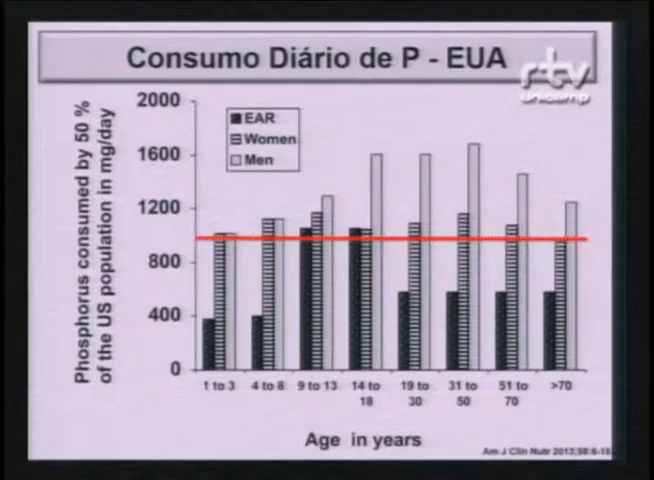 Consumo Diário de P - EUA
rtv
unicamp
Phosphorus consumed by 50 %
of the US population in mg/day
2000
1600
1200
800
400
0
EAR
Women
Men
1 to 3
4 to 8
9 to 13
14 to
18
19 to
30
31 to
50
51 to
70
>70
Age in years
Am J Clin Nutr 2013;98:6-15